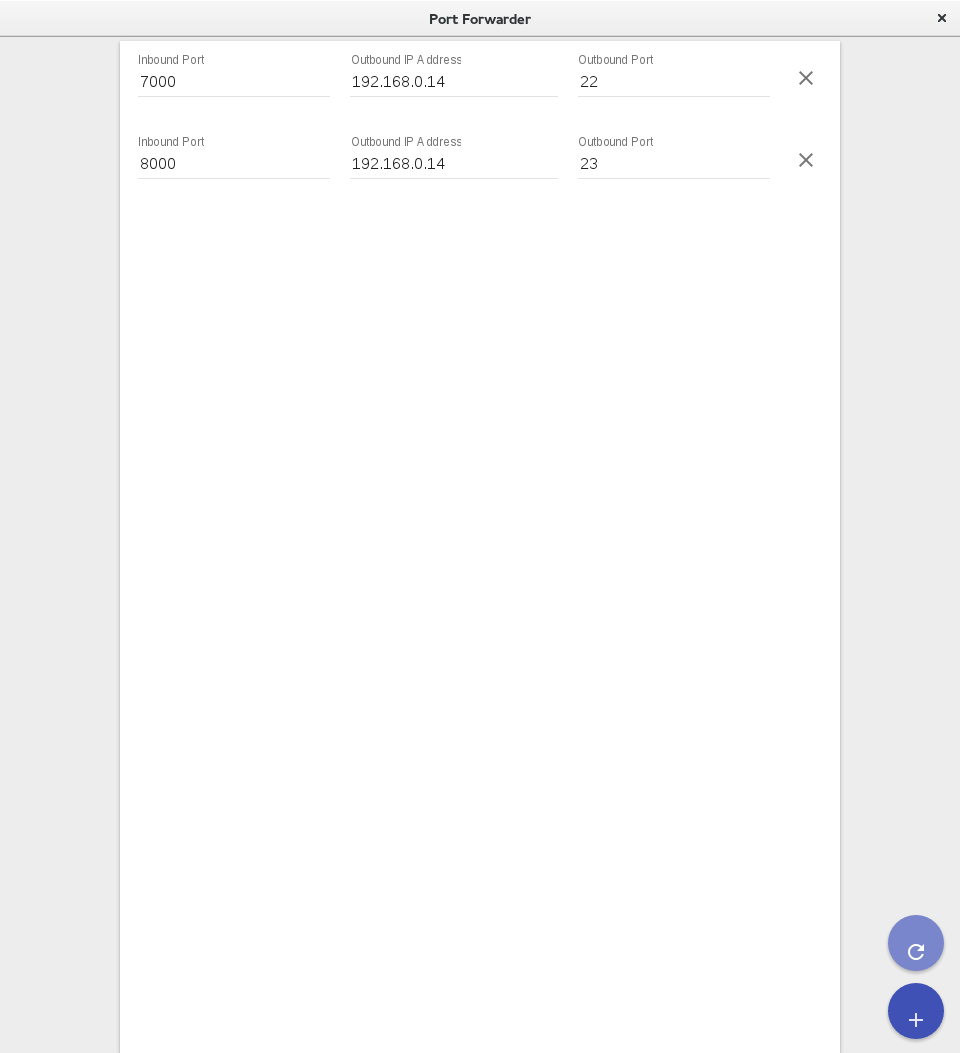 Port Forwarder
Inbound Port Outbound IP Address Outbound Port
7000 192.168.0.14 22
Inbound Port Outbound IP Address Outbound Port
8000 192.168.0.14 23